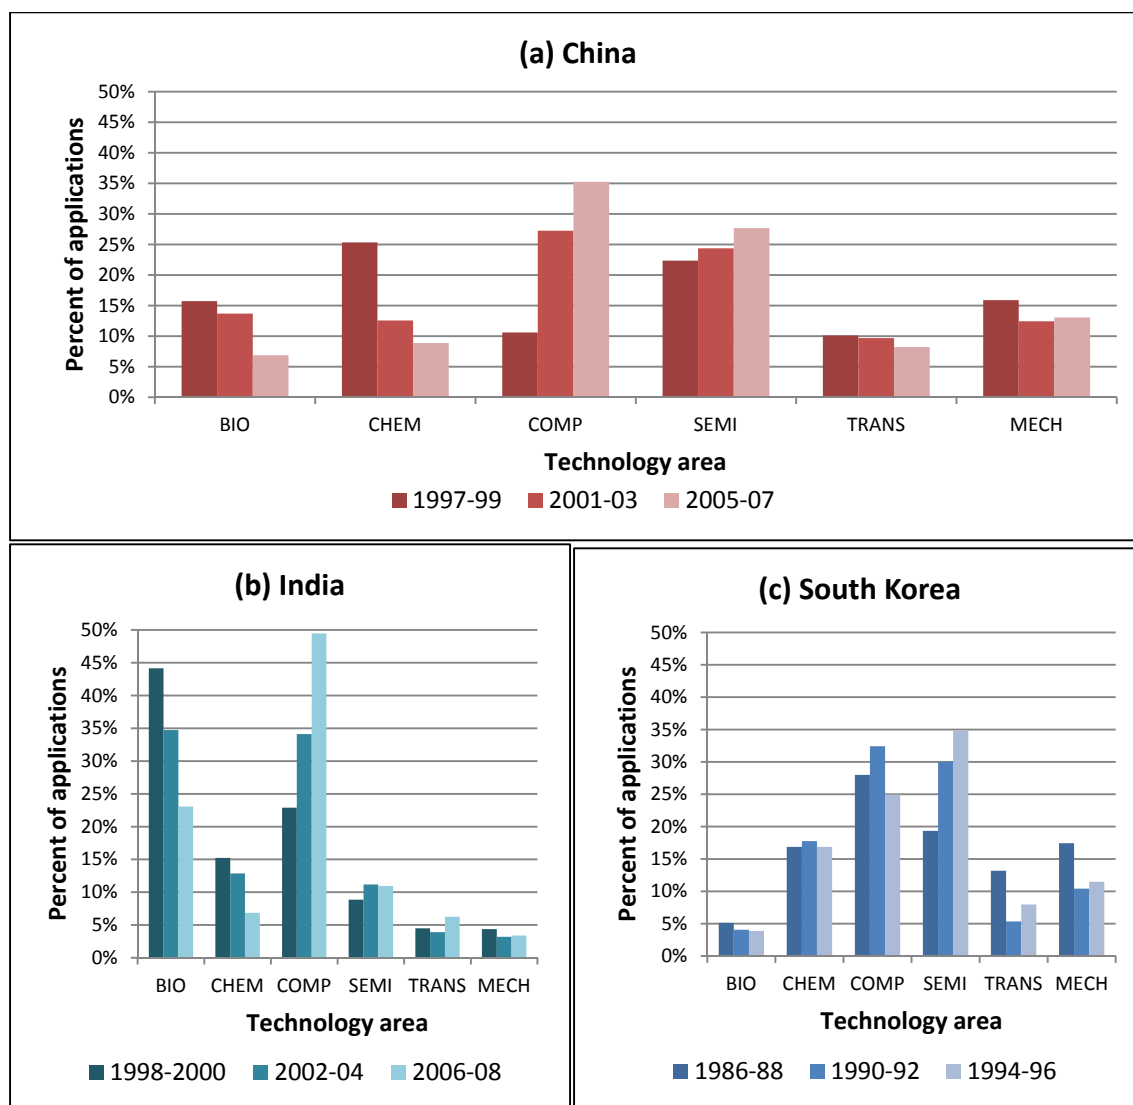 (a) China
Percent of applications
50%
45%
40%
35%
30%
25%
20%
15%
10%
5%
0%
BIO CHEM COMP SEMI TRANS MECH
Technology area
1997-99 2001-03 2005-07
(b) India
Percent of applications
50%
45%
40%
35%
30%
25%
20%
15%
10%
5%
0%
BIO CHEM COMP SEMI TRANS MECH
Technology area
1998-2000 2002-04 2006-08
(c) South Korea
Percent of applications
50%
45%
40%
35%
30%
25%
20%
15%
10%
5%
0%
BIO CHEM COMP SEMI TRANS MECH
Technology area
1986-88 1990-92 1994-96